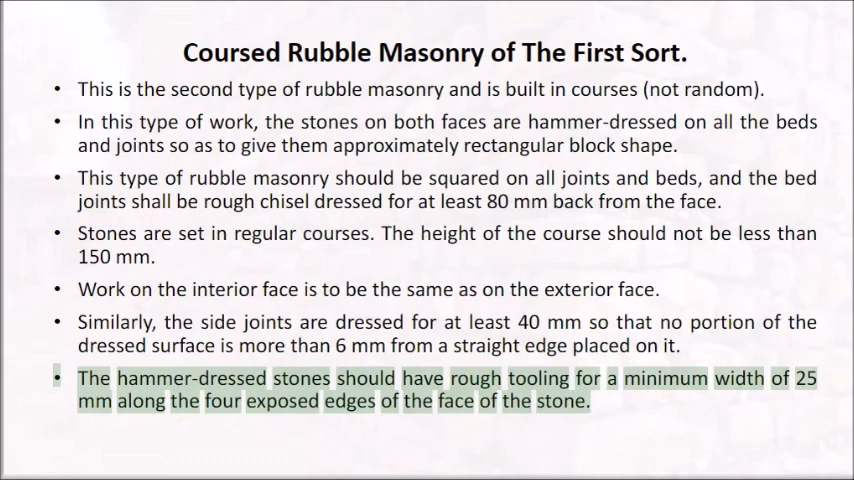 Coursed Rubble Masonry of The First Sort.
• This is the second type of rubble masonry and is built in courses (not random).
• In this type of work, the stones on both faces are hammer-dressed on all the beds
and joints so as to give them approximately rectangular block shape.
• This type of rubble masonry should be squared on all joints and beds, and the bed
joints shall be rough chisel dressed for at least 80 mm back from the face.
• Stones are set in regular courses. The height of the course should not be less than
150 mm.
• Work on the interior face is to be the same as on the exterior face.
• Similarly, the side joints are dressed for at least 40 mm so that no portion of the
dressed surface is more than 6 mm from a straight edge placed on it.
• The hammer-dressed stones should have rough tooling for a minimum width of 25
mm along the four exposed edges of the face of the stone.